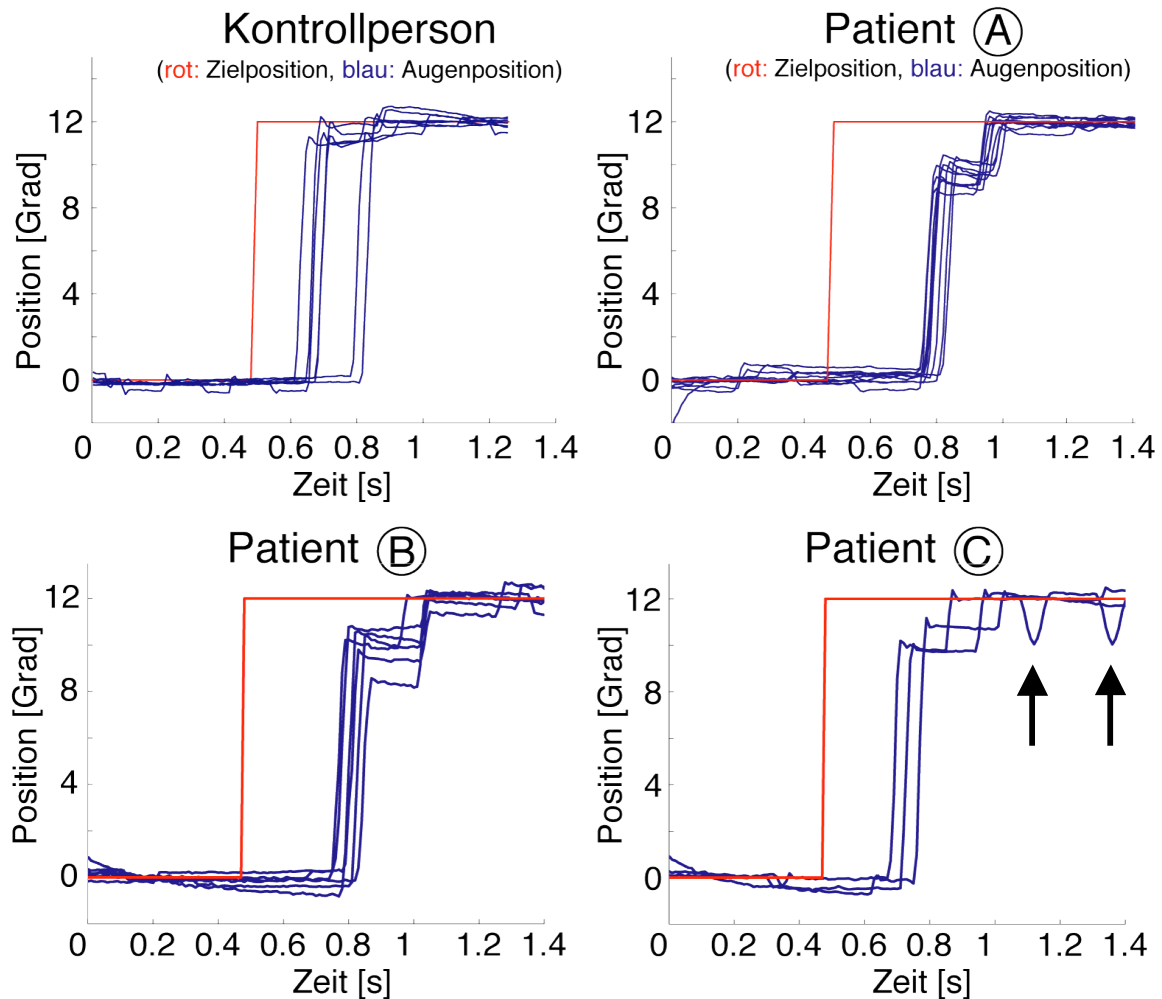 Kontrollperson
(rot: Zielposition, blau: Augenposition)
12
8
4
0
Position [Grad]
0 0.2 0.4 0.6 0.8 1 1.2 1.4
Zeit [s]
Patient A
(rot: Zielposition, blau: Augenposition)
12
8
4
0
Position [Grad]
0 0.2 0.4 0.6 0.8 1 1.2 1.4
Zeit [s]
Patient B
12
8
4
0
Position [Grad]
0 0.2 0.4 0.6 0.8 1 1.2 1.4
Zeit [s]
Patient C
12
8
4
0
Position [Grad]
0 0.2 0.4 0.6 0.8 1 1.2 1.4
Zeit [s]